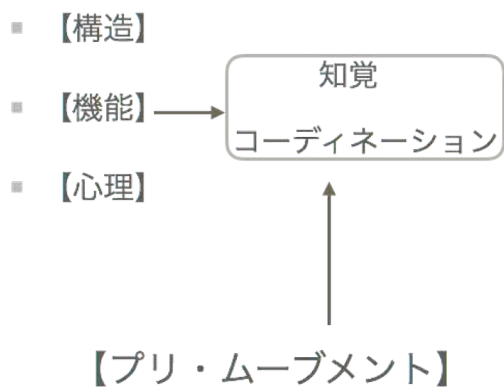 【構造】
【機能】
【心理】
知覚
コーディネーション
【プリ・ムーブメント】